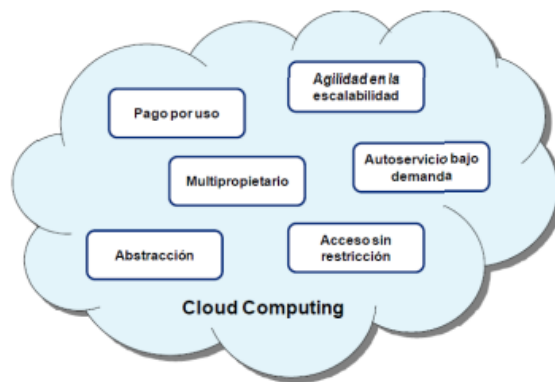 Agilidad en la
escalabilidad
Pago por uso
Autoservicio bajo
demanda
Multipropietario
Abstracción
Acceso sin
restricción
Cloud Computing